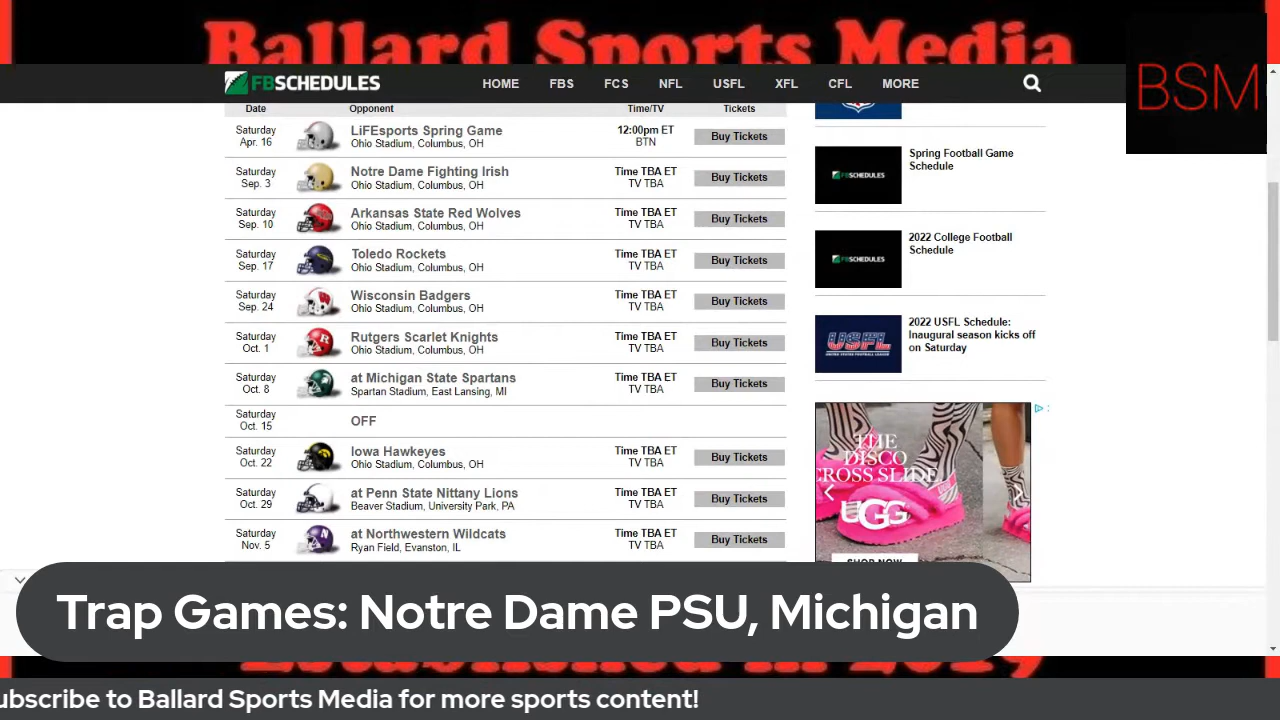 Ballard Sports Media
BSM
FBSCHEDULES
HOME FBS FCS NFL USFL XFL CFL MORE
Date Opponent Time/TV Tickets
Saturday Apr. 16 LiFEsports Spring Game 12:00pm ET Buy Tickets
Ohio Stadium, Columbus, OH BTN
Saturday Sep. 3 Notre Dame Fighting Irish Time TBA ET Buy Tickets
Ohio Stadium, Columbus, OH TV TBA
Saturday Sep. 10 Arkansas State Red Wolves Time TBA ET Buy Tickets
Ohio Stadium, Columbus, OH TV TBA
Saturday Sep. 17 Toledo Rockets Time TBA ET Buy Tickets
Ohio Stadium, Columbus, OH TV TBA
Saturday Sep. 24 Wisconsin Badgers Time TBA ET Buy Tickets
Ohio Stadium, Columbus, OH TV TBA
Saturday Oct. 1 Rutgers Scarlet Knights Time TBA ET Buy Tickets
Ohio Stadium, Columbus, OH TV TBA
Saturday Oct. 8 at Michigan State Spartans Time TBA ET Buy Tickets
Spartan Stadium, East Lansing, MI TV TBA
Saturday Oct. 15 OFF
Saturday Oct. 22 Iowa Hawkeyes Time TBA ET Buy Tickets
Ohio Stadium, Columbus, OH TV TBA
Saturday Oct. 29 at Penn State Nittany Lions Time TBA ET Buy Tickets
Beaver Stadium, University Park, PA TV TBA
Saturday Nov. 5 at Northwestern Wildcats Time TBA ET Buy Tickets
Ryan Field, Evanston, IL TV TBA
FBSCHEDULES
Spring Football Game
Schedule
FBSCHEDULES
2022 College Football
Schedule
USFL
2022 USFL Schedule:
Inaugural season kicks off
on Saturday
THE
DISCO
CROSS SLIDE
UGG
SHOP NOW
Trap Games: Notre Dame PSU, Michigan
Established in 2019
ubscribe to Ballard Sports Media for more sports content!